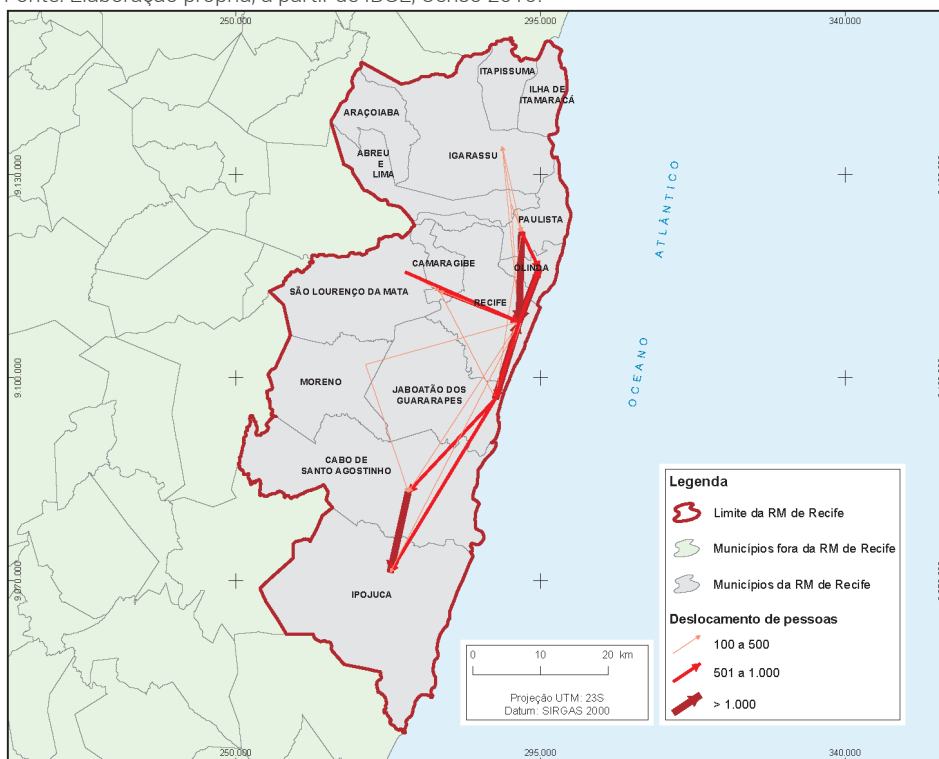 250.000
295.000
340.000
ITAPISSUMA
ILHA DE
ITAMARACÁ
ARAÇOIABA
ABREU
E
LIMA
IGARASSU
9.130.000
PAULISTA
ATLÂNTICO
CAMARAGIBE
OLINDA
SÃO LOURENÇO DA MATA
RECIFE
9.100.000
OCEANO
MORENO
JABOATÃO DOS
GUARARAPES
CABO DE
SANTO AGOSTINHO
Legenda
Limite da RM de Recife
Municípios fora da RM de Recife
Municípios da RM de Recife
9.070.000
IPOJUCA
Deslocamento de pessoas
100 a 500
501 a 1.000
> 1.000
0 10 20 km
Projeção UTM: 23S
Datum: SIRGAS 2000
250.000
295.000
340.000